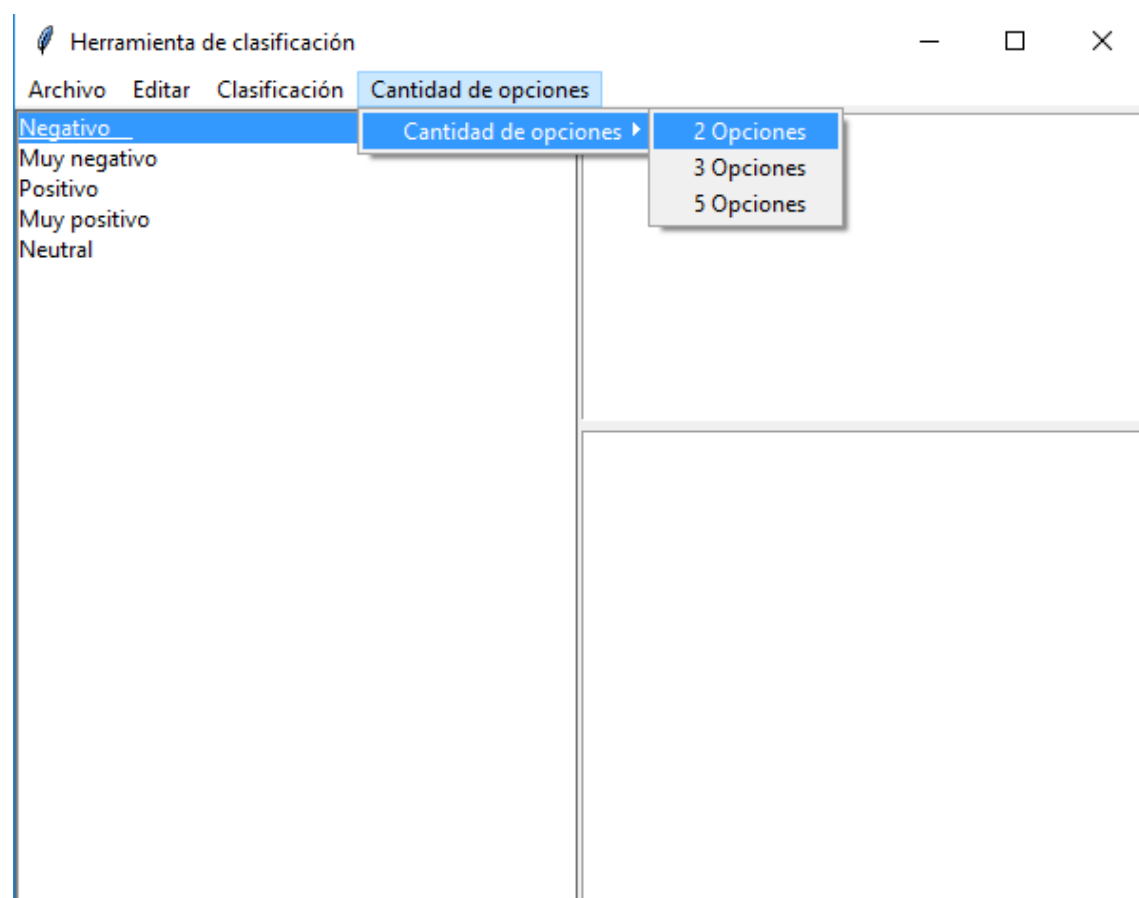 Herramienta de clasificación
Archivo Editar Clasificación Cantidad de opciones
Negativo
Muy negativo
Positivo
Muy positivo
Neutral
Cantidad de opciones
2 Opciones
3 Opciones
5 Opciones